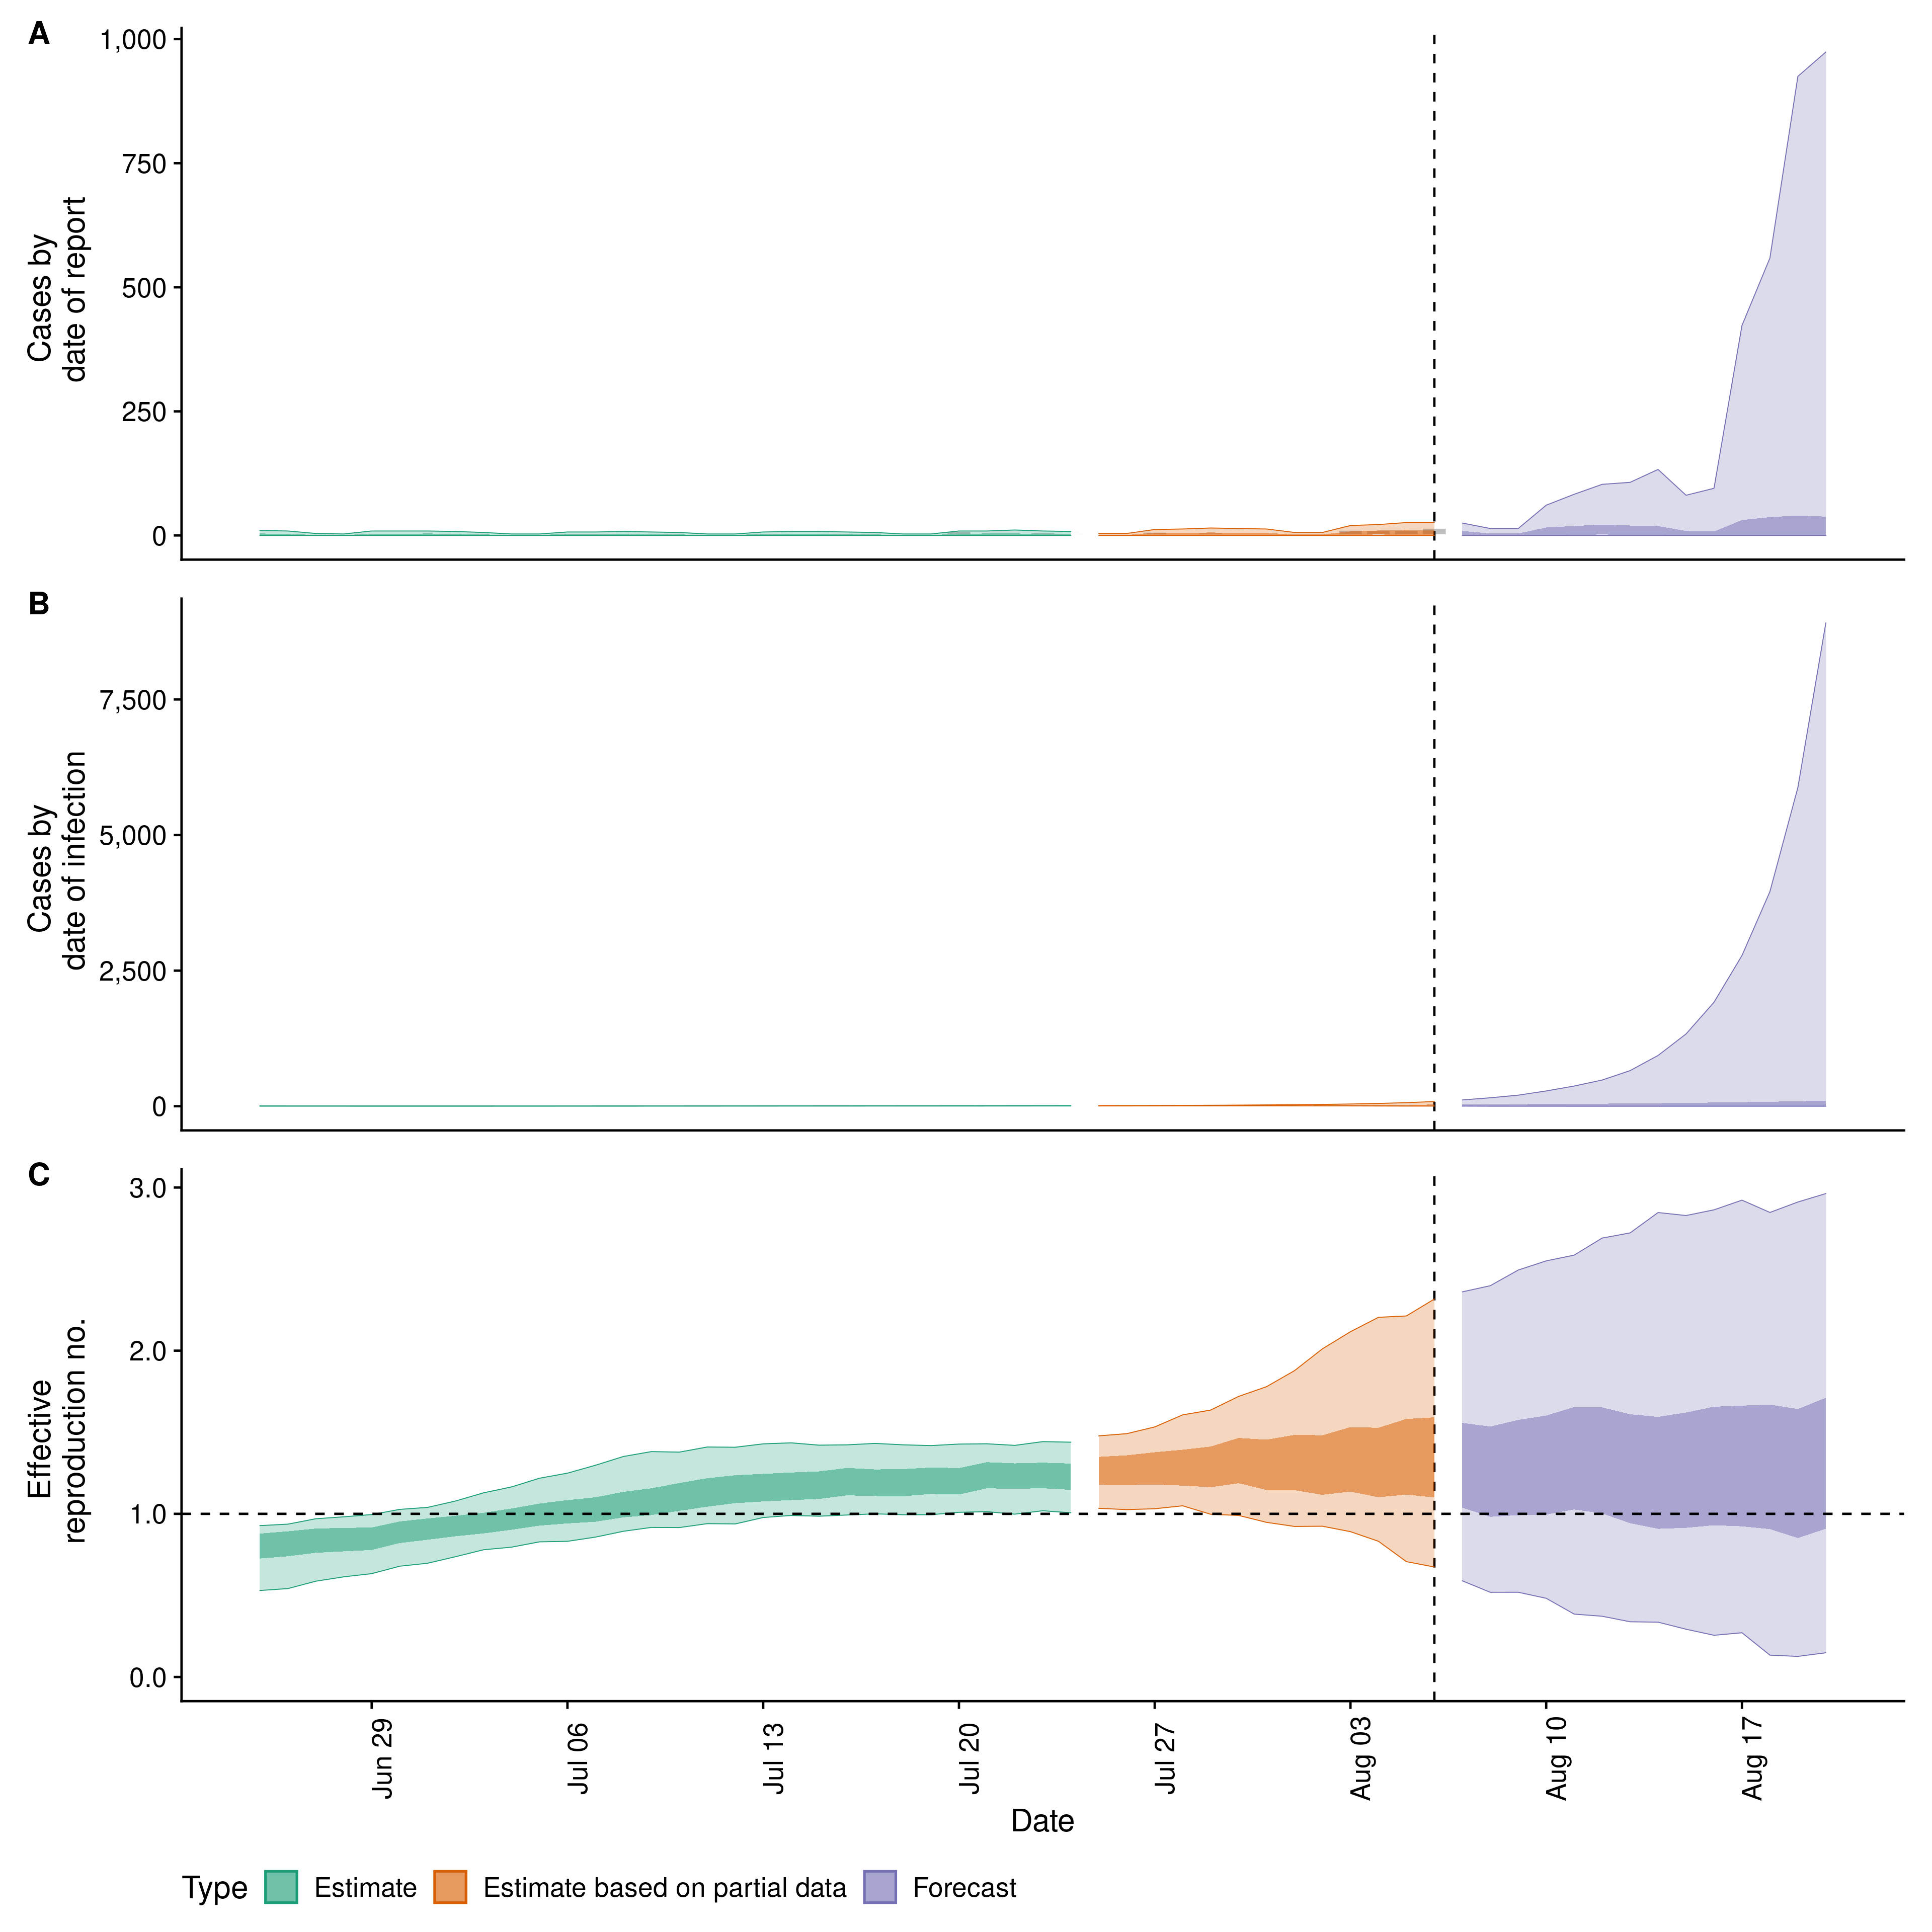 A
1,000
750
500
250
0
Cases by
date of report
B
7,500
5,000
2,500
0
Cases by
date of infection
C
3.0
2.0
1.0
0.0
Effective
reproduction no.
Jun 29
Jul 06
Jul 13
Jul 20
Jul 27
Aug 03
Aug 10
Aug 17
Date
Type Estimate Estimate based on partial data Forecast